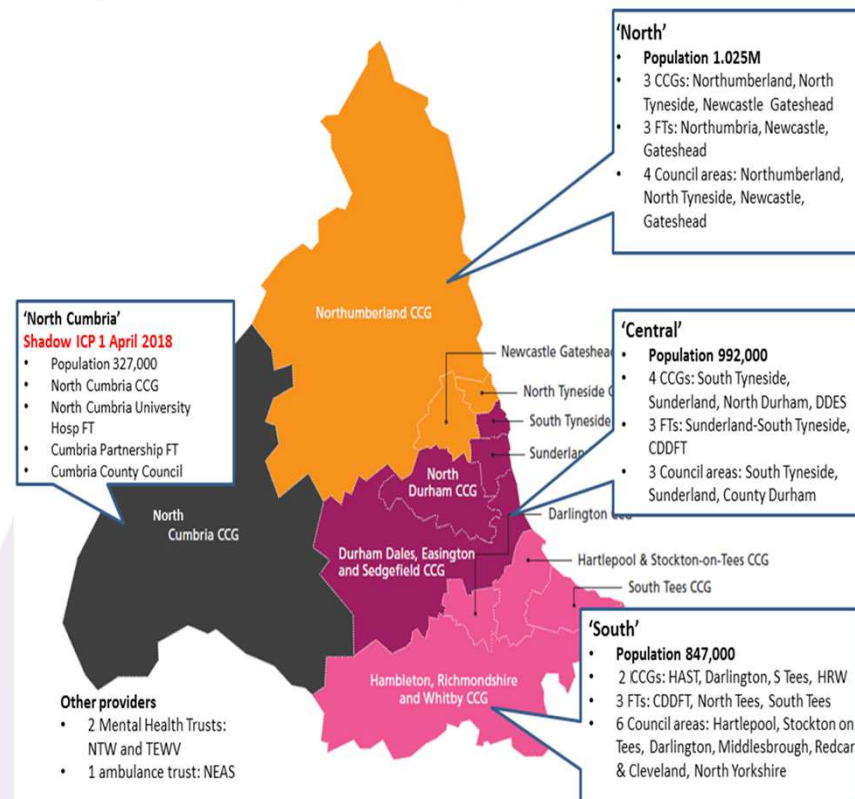 'North'
• Population 1.025M
• 3 CCGs: Northumberland, North
Tyneside, Newcastle Gateshead
• 3 FTs: Northumbria, Newcastle,
Gateshead
• 4 Council areas: Northumberland,
North Tyneside, Newcastle,
Gateshead
Northumberland CCG
'North Cumbria'
Shadow ICP 1 April 2018
• Population 327,000
• North Cumbria CCG
• North Cumbria University
Hosp FT
• Cumbria Partnership FT
• Cumbria County Council
Newcastle Gateshead
North Tyneside
South Tyneside
Sunderlan
'Central'
• Population 992,000
• 4 CCGs: South Tyneside,
Sunderland, North Durham, DDES
• 3 FTs: Sunderland-South Tyneside,
CDDFT
• 3 Council areas: South Tyneside,
Sunderland, County Durham
North
Durham CCG
North
Cumbria CCG
Darlington CCG
Durham Dales, Easington
and Sedgefield CCG
Hartlepool & Stockton-on-Tees CCG
South Tees CCG
Hambleton, Richmondshire
and Whitby CCG
'South'
• Population 847,000
• 2 CCGs: HAST, Darlington, S Tees, HRW
• 3 FTs: CDDFT, North Tees, South Tees
• 6 Council areas: Hartlepool, Stockton on
Tees, Darlington, Middlesbrough, Redcar
& Cleveland, North Yorkshire
Other providers
• 2 Mental Health Trusts:
NTW and TEWV
• 1 ambulance trust: NEAS